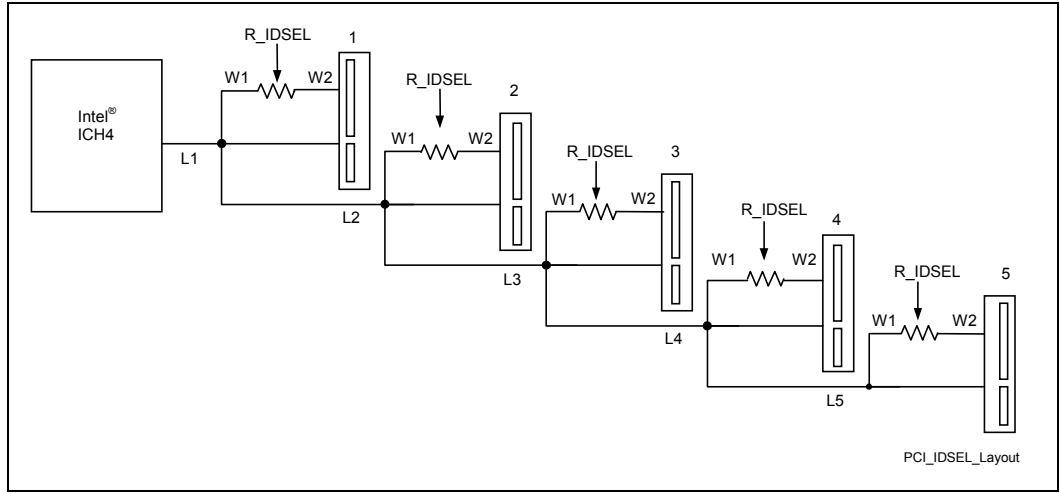 R_IDSEL
1
W1
W2
Intel®
ICH4
L1
R_IDSEL
2
W1
W2
L2
R_IDSEL
3
W1
W2
L3
R_IDSEL
4
W1
W2
L4
R_IDSEL
5
W1
W2
L5
PCI_IDSEL_Layout